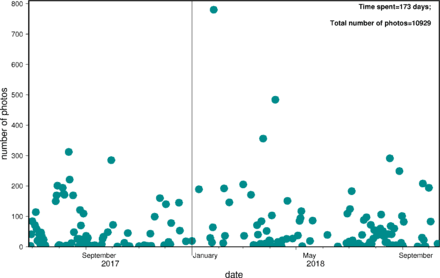 Time spent=173 days;
Total number of photos=10929
800
700
600
500
400
300
200
100
0
number of photos
September
January
May
September
2017
2018
date